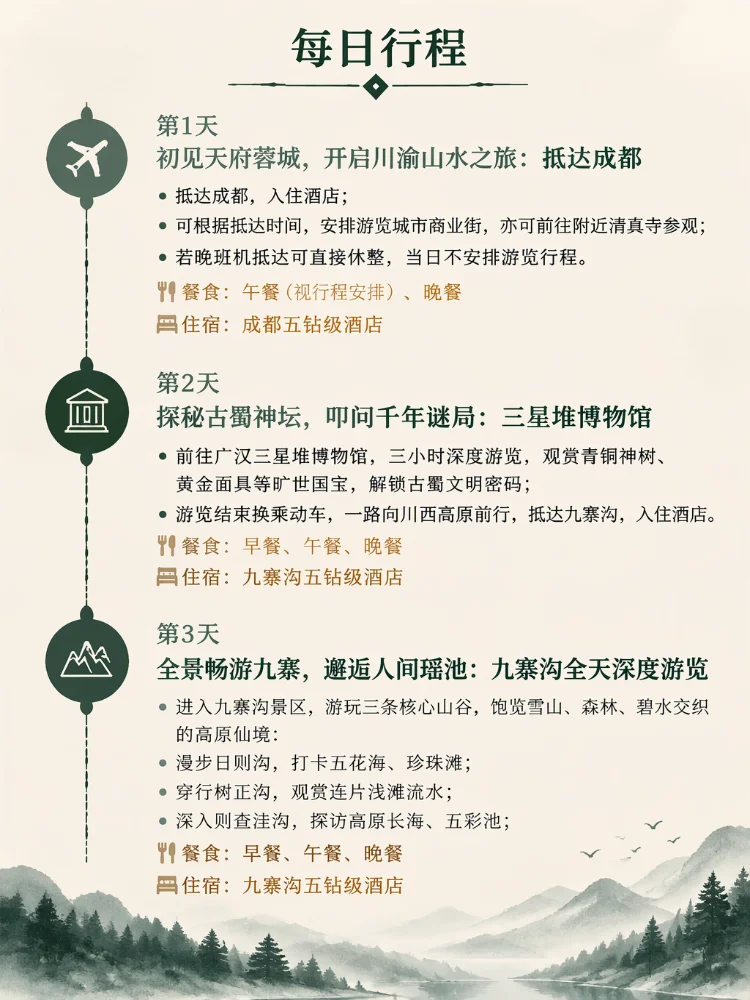 每日行程
第1天
初见天府蓉城，开启川渝山水之旅：抵达成都
• 抵达成都，入住酒店；
• 可根据抵达时间，安排游览城市商业街，亦可前往附近清真寺参观；
• 若晚班机抵达可直接休整，当日不安排游览行程。
餐食：午餐（视行程安排）、晚餐
住宿：成都五钻级酒店
第2天
探秘古蜀神坛，叩问千年谜局：三星堆博物馆
• 前往广汉三星堆博物馆，三小时深度游览，观赏青铜神树、
黄金面具等旷世国宝，解锁古蜀文明密码；
• 游览结束换乘动车，一路向川西高原前行，抵达九寨沟，入住酒店。
餐食：早餐、午餐、晚餐
住宿：九寨沟五钻级酒店
第3天
全景畅游九寨，邂逅人间瑶池：九寨沟全天深度游览
• 进入九寨沟景区，游玩三条核心山谷，饱览雪山、森林、碧水交织
的高原仙境：
• 漫步日则沟，打卡五花海、珍珠滩；
• 穿行树正沟，观赏连片浅滩流水；
• 深入则查洼沟，探访高原长海、五彩池；
餐食：早餐、午餐、晚餐
住宿：九寨沟五钻级酒店